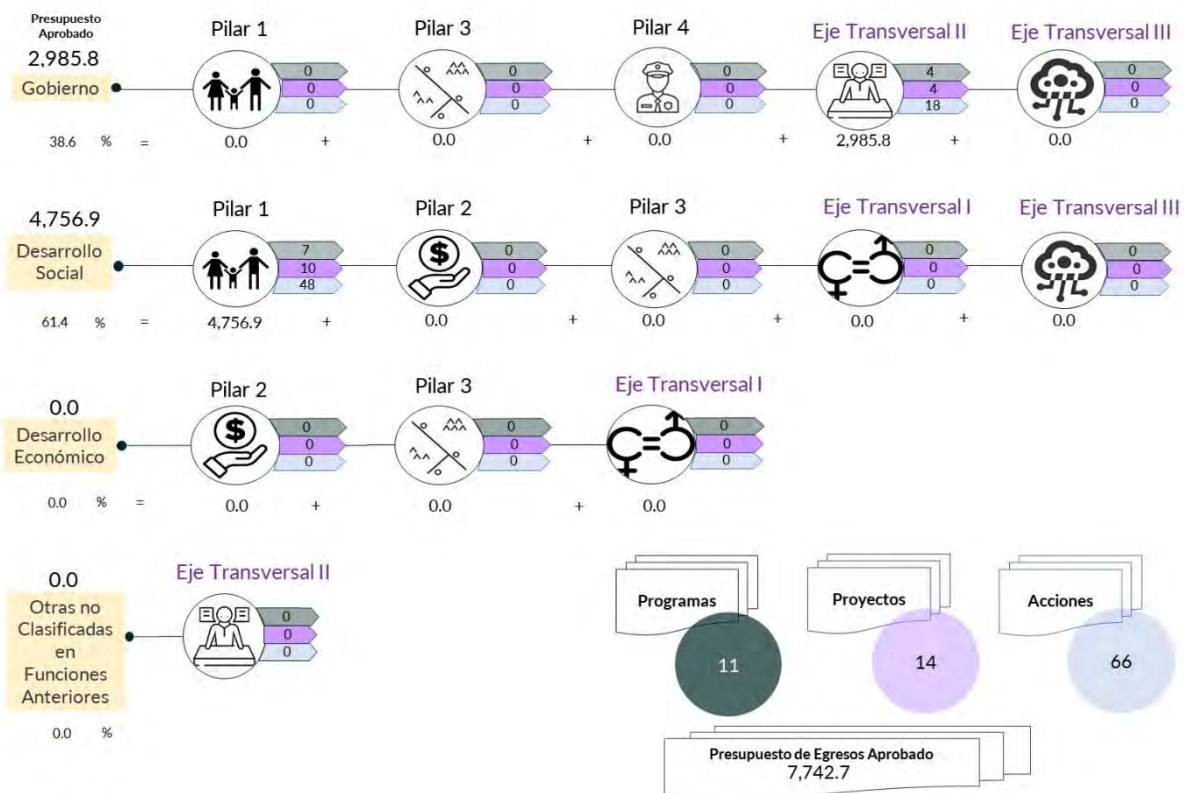 Presupuesto
Aprobado
2,985.8
Gobierno
Pilar 1
0
0
0
Pilar 3
0
0
0
Pilar 4
0
0
0
Eje Transversal II
4
4
18
Eje Transversal III
0
0
0
38.6 % = 0.0 + 0.0 + 0.0 + 2,985.8 + 0.0
4,756.9
Desarrollo
Social
Pilar 1
7
10
48
Pilar 2
0
0
0
Pilar 3
0
0
0
Eje Transversal I
0
0
0
Eje Transversal III
0
0
0
61.4 % = 4,756.9 + 0.0 + 0.0 + 0.0 + 0.0
0.0
Desarrollo
Económico
Pilar 2
0
0
0
Pilar 3
0
0
0
Eje Transversal I
0
0
0
0.0 % = 0.0 + 0.0 + 0.0
0.0
Otras no
Clasificadas
en
Funciones
Anteriores
0.0 %
Eje Transversal II
0
0
0
Programas
11
Proyectos
14
Acciones
66
Presupuesto de Egresos Aprobado
7,742.7